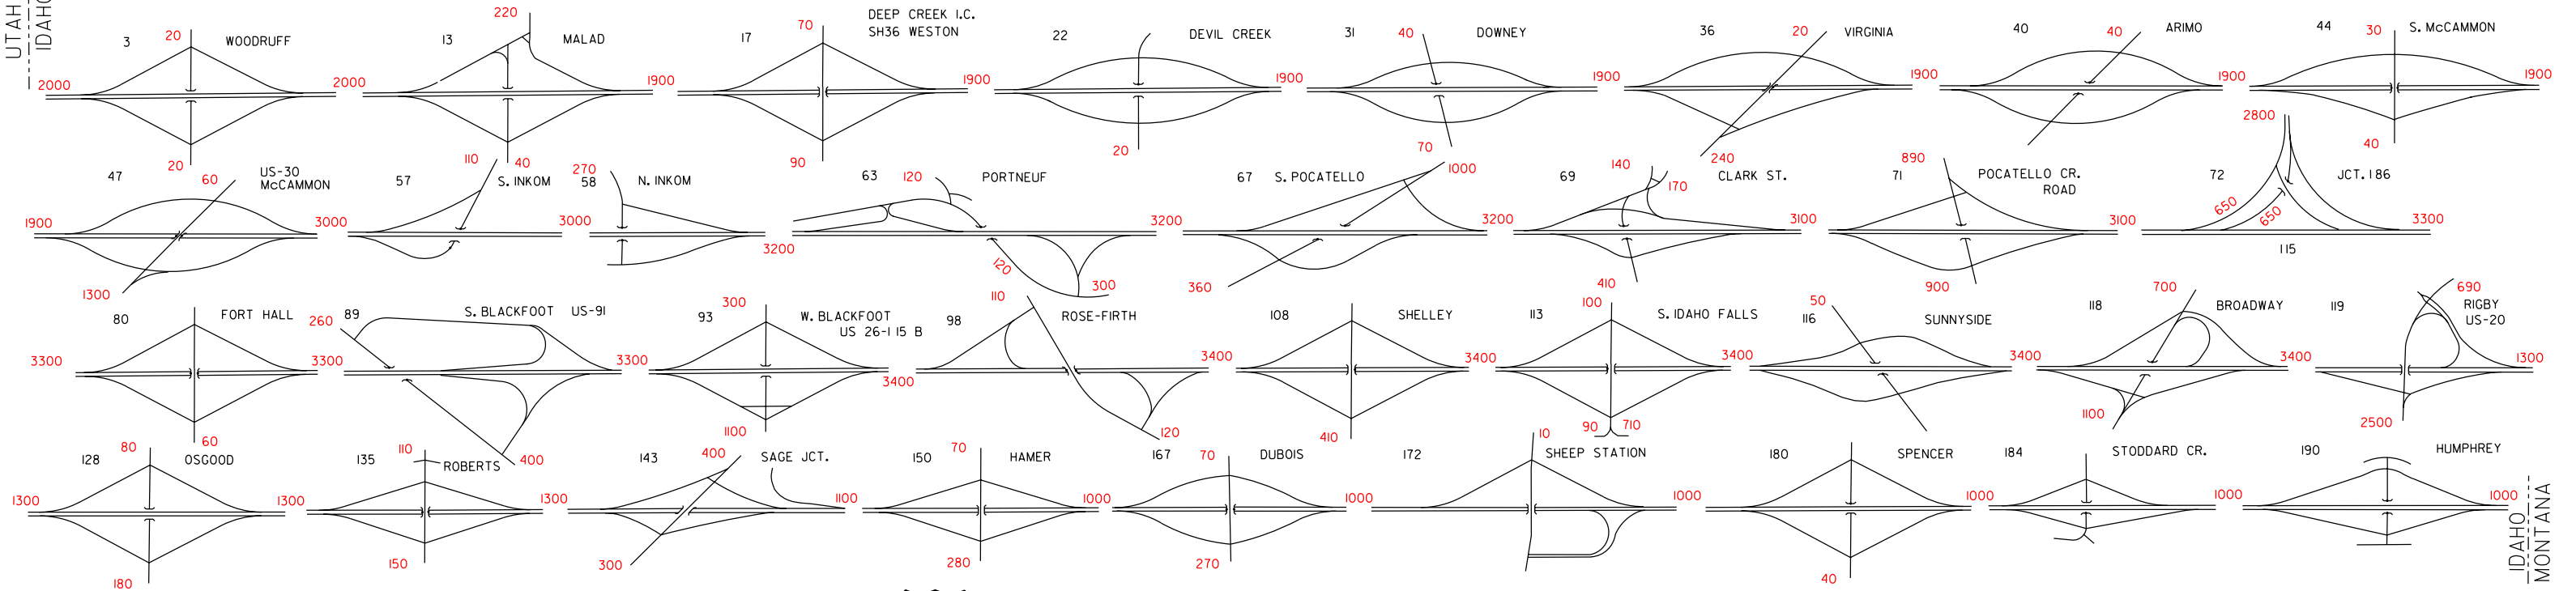 UTAH
IDAHO
3 WOODRUFF
20
2000
20
13 MALAD
220
2000
40
17 DEEP CREEK I.C.
SH36 WESTON
70
1900
90
22 DEVIL CREEK
1900
20
31 DOWNEY
40
1900
70
36 VIRGINIA
20
1900
240
40 ARIMO
40
1900
44 S. McCAMMON
30
1900
1900
40
47 US-30
McCAMMON
60
1900
1300
57 S. INKOM
110
3000
58 N. INKOM
270
3000
63 PORTNEUF
120
3200
120
300
67 S. POCATELLO
1000
3200
360
69 CLARK ST.
140
170
3200
410
71 POCATELLO CR.
ROAD
890
3100
900
72 JCT. I 86
2800
3100
650
650
3300
115
80 FORT HALL
3300
60
89 S. BLACKFOOT US-91
260
3300
400
93 W. BLACKFOOT
US 26-I 15 B
300
3300
1100
98 ROSE-FIRTH
110
3400
120
108 SHELLEY
3400
410
113 S. IDAHO FALLS
100
3400
90 710
116 SUNNYSIDE
50
3400
118 BROADWAY
700
3400
1100
119 RIGBY
US-20
690
3400
1300
2500
128 OSGOOD
80
1300
180
135 ROBERTS
110
1300
150
143 SAGE JCT.
400
1300
300
150 HAMER
70
1100
280
167 DUBOIS
70
1000
270
172 SHEEP STATION
10
1000
180 SPENCER
1000
40
184 STODDARD CR.
1000
190 HUMPHREY
1000
1000
IDAHO
MONTANA